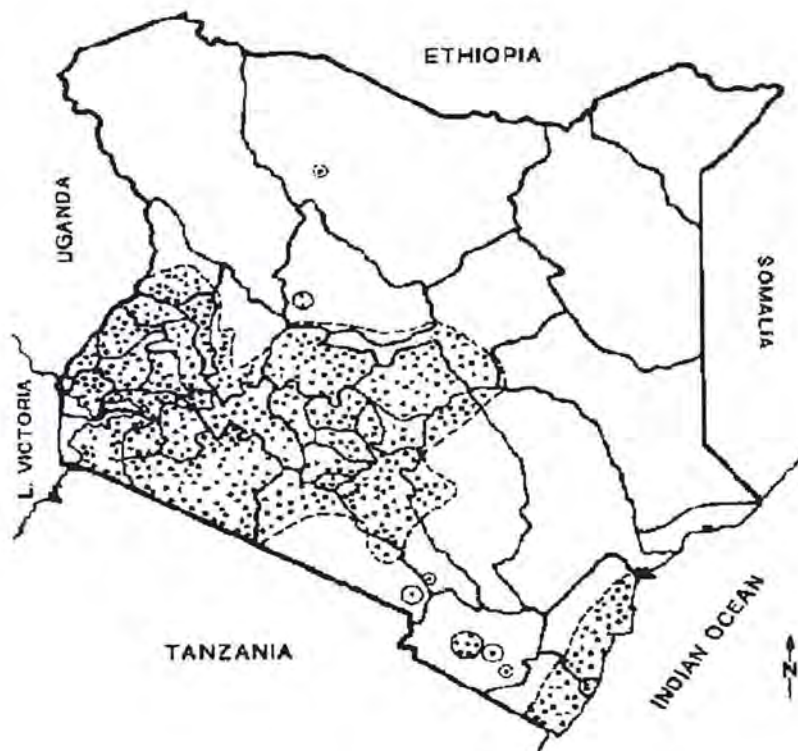 ETHIOPIA
UGANDA
SOMALIA
L. VICTORIA
TANZANIA
INDIAN OCEAN
N